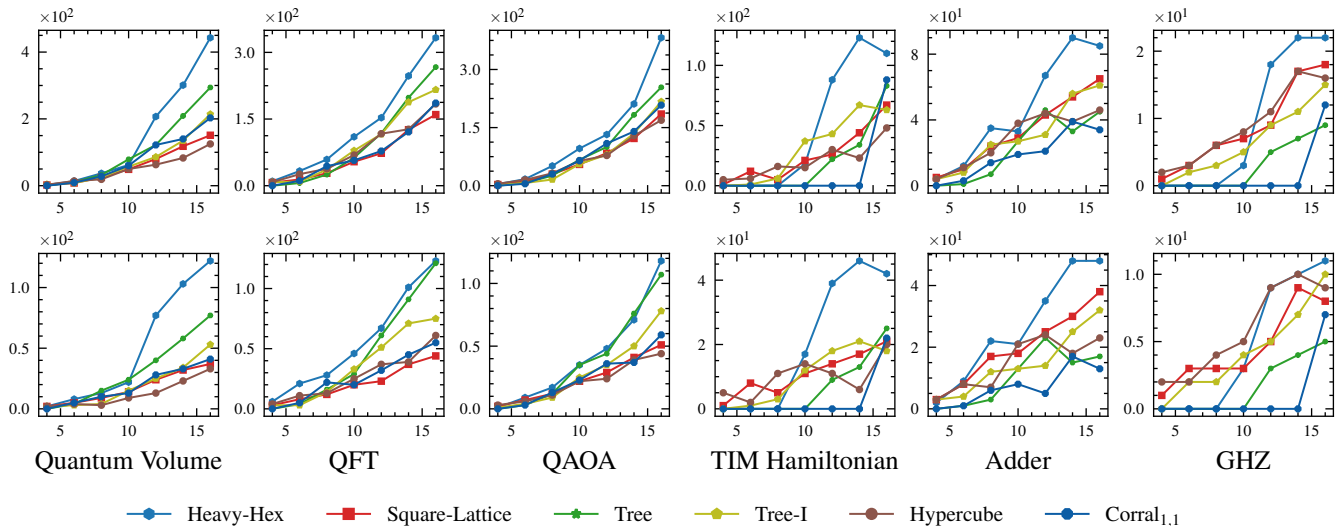 ×10² ×10² ×10² ×10² ×10¹ ×10¹
4 2 0 5 10 15
3.0 1.5 0.0 5 10 15
3.0 1.5 0.0 5 10 15
1.0 0.5 0.0 5 10 15
8 6 4 2 0 5 10 15
2 1 0 5 10 15
×10² ×10² ×10² ×10¹ ×10¹ ×10¹
1.0 0.5 0.0 5 10 15
1.0 0.5 0.0 5 10 15
1.0 0.5 0.0 5 10 15
4 2 0 5 10 15
4 2 0 5 10 15
1.0 0.5 0.0 5 10 15
Quantum Volume QFT QAOA TIM Hamiltonian Adder GHZ
Heavy-Hex Square-Lattice Tree Tree-I Hypercube Corral₁,₁